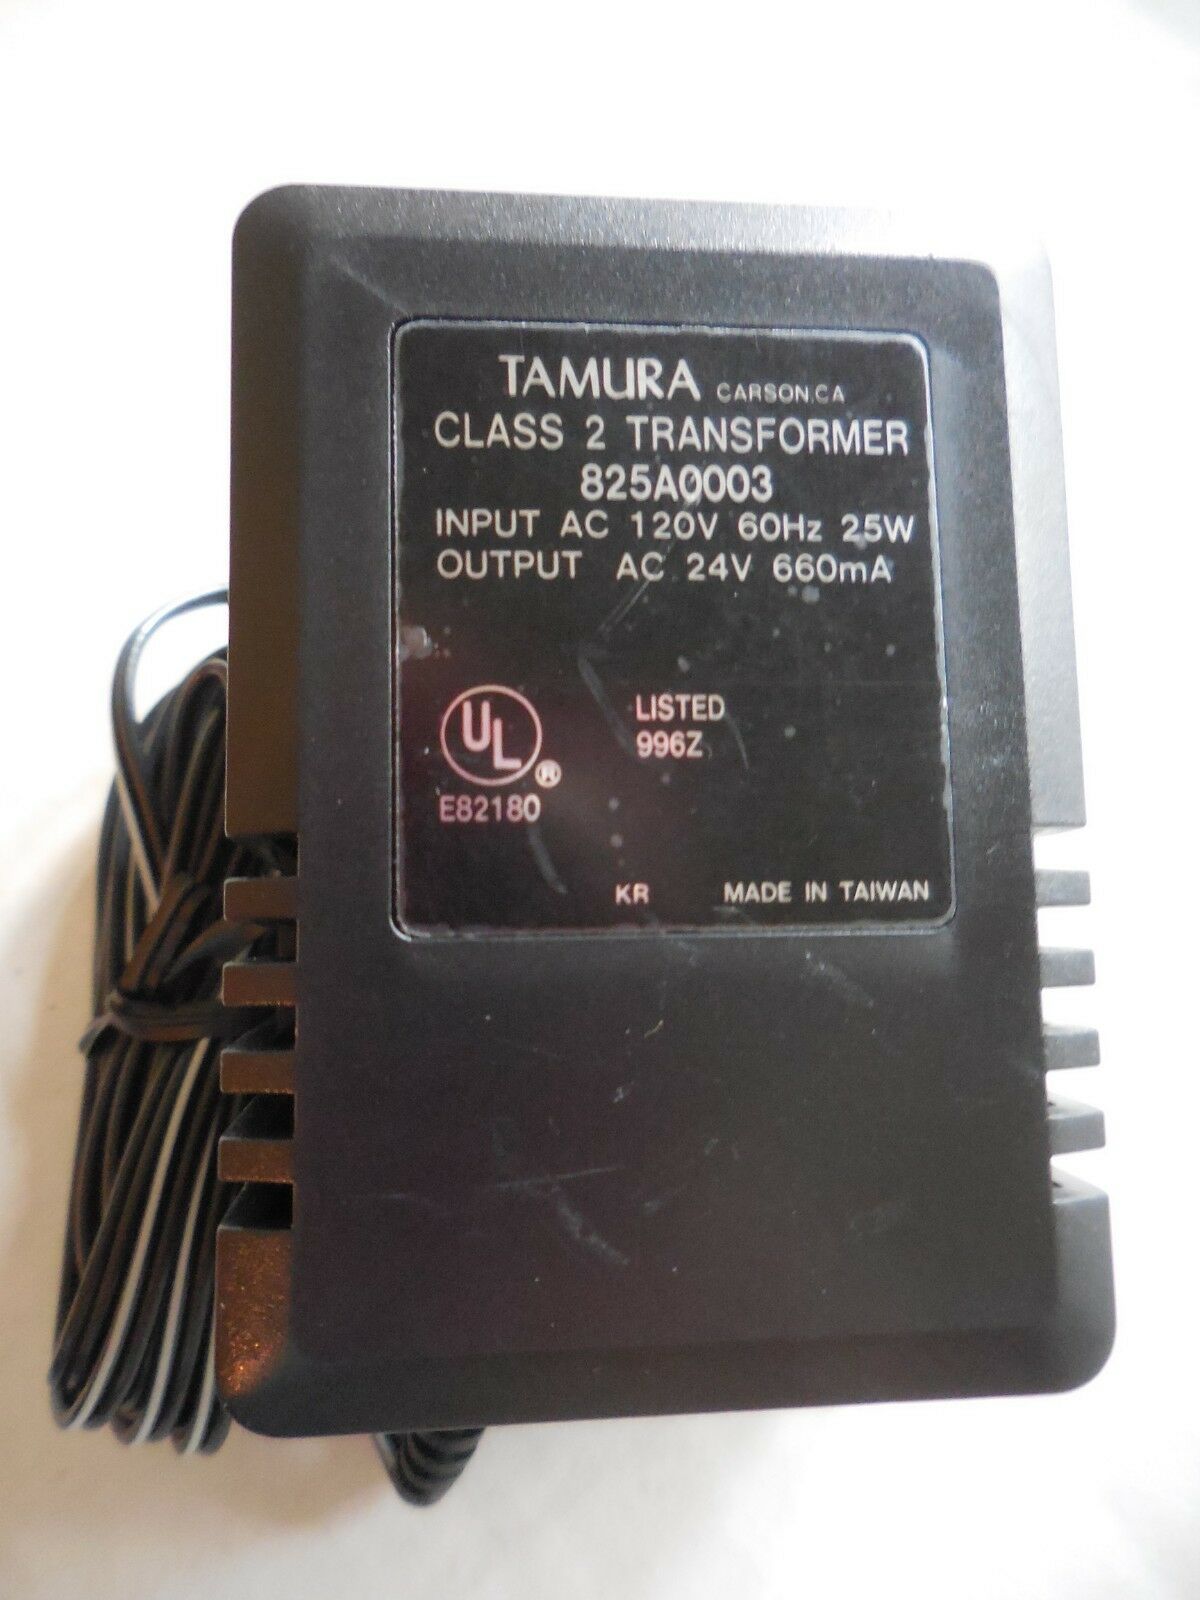 TAMURA CARSON, CA
CLASS 2 TRANSFORMER
825A0003
INPUT AC 120V 60Hz 25W
OUTPUT AC 24V 660mA
UL ® LISTED
996Z
E82180
KR MADE IN TAIWAN